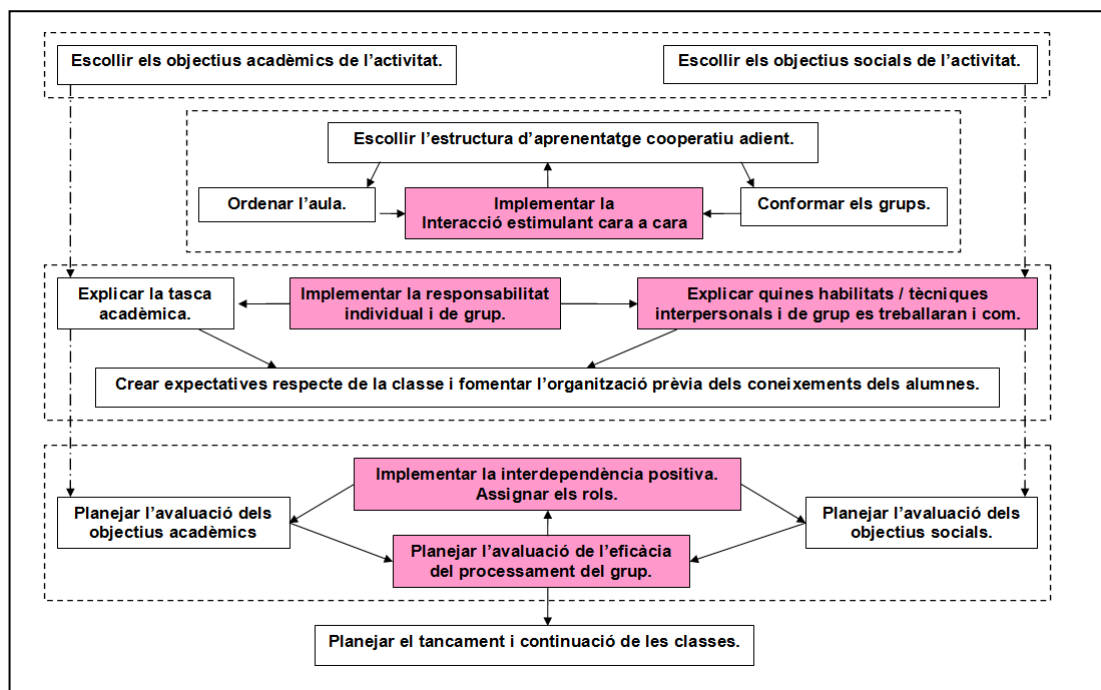 Escollir els objectius acadèmics de l'activitat.
Escollir els objectius socials de l'activitat.
Escollir l'estructura d'aprenentatge cooperatiu adient.
Ordenar l'aula.
Implementar la
Interacció estimulant cara a cara
Conformar els grups.
Explicar la tasca
acadèmica.
Implementar la responsabilitat
individual i de grup.
Explicar quines habilitats / tècniques
interpersonals i de grup es treballaran i com.
Crear expectatives respecte de la classe i fomentar l'organització prèvia dels coneixements dels alumnes.
Implementar la interdependència positiva.
Assignar els rols.
Planejar l'avaluació dels
objectius acadèmics
Planejar l'avaluació dels
objectius socials.
Planejar l'avaluació de l'eficàcia
del processament del grup.
Planejar el tancament i continuació de les classes.